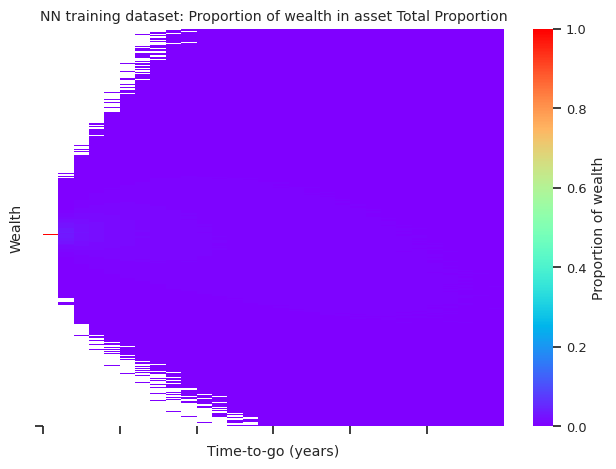 NN training dataset: Proportion of wealth in asset Total Proportion
Wealth
Time-to-go (years)
1.0
0.8
0.6
0.4
0.2
0.0
Proportion of wealth